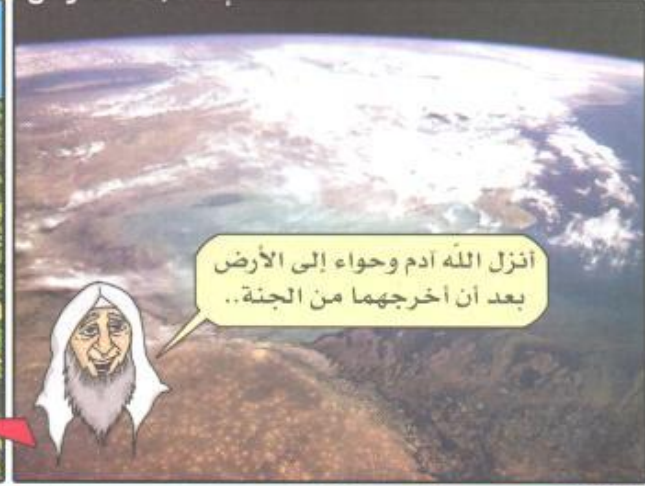 أنزل الله آدم وحواء إلى الأرض
بعد أن أخرجهما من الجنة..